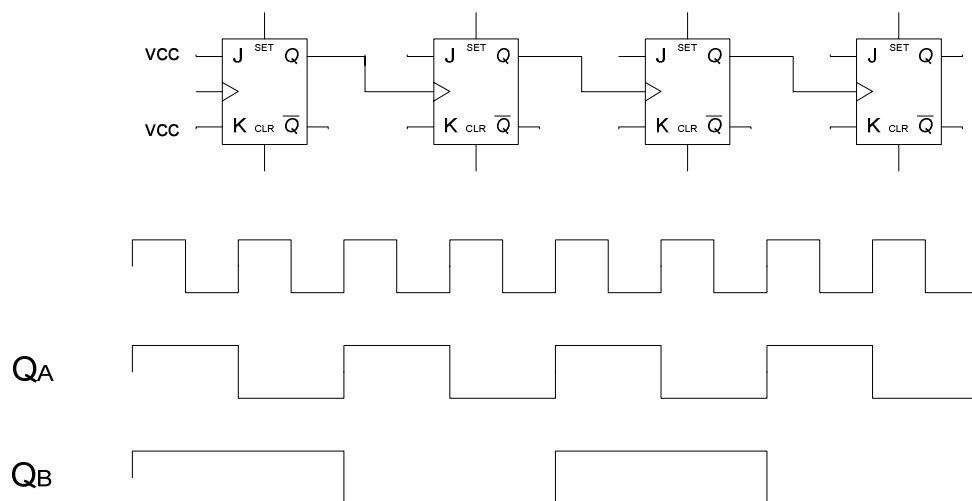 VCC J SET Q J SET Q J SET Q J SET Q
VCC K CLR Q̅ K CLR Q̅ K CLR Q̅ K CLR Q̅
QA
QB